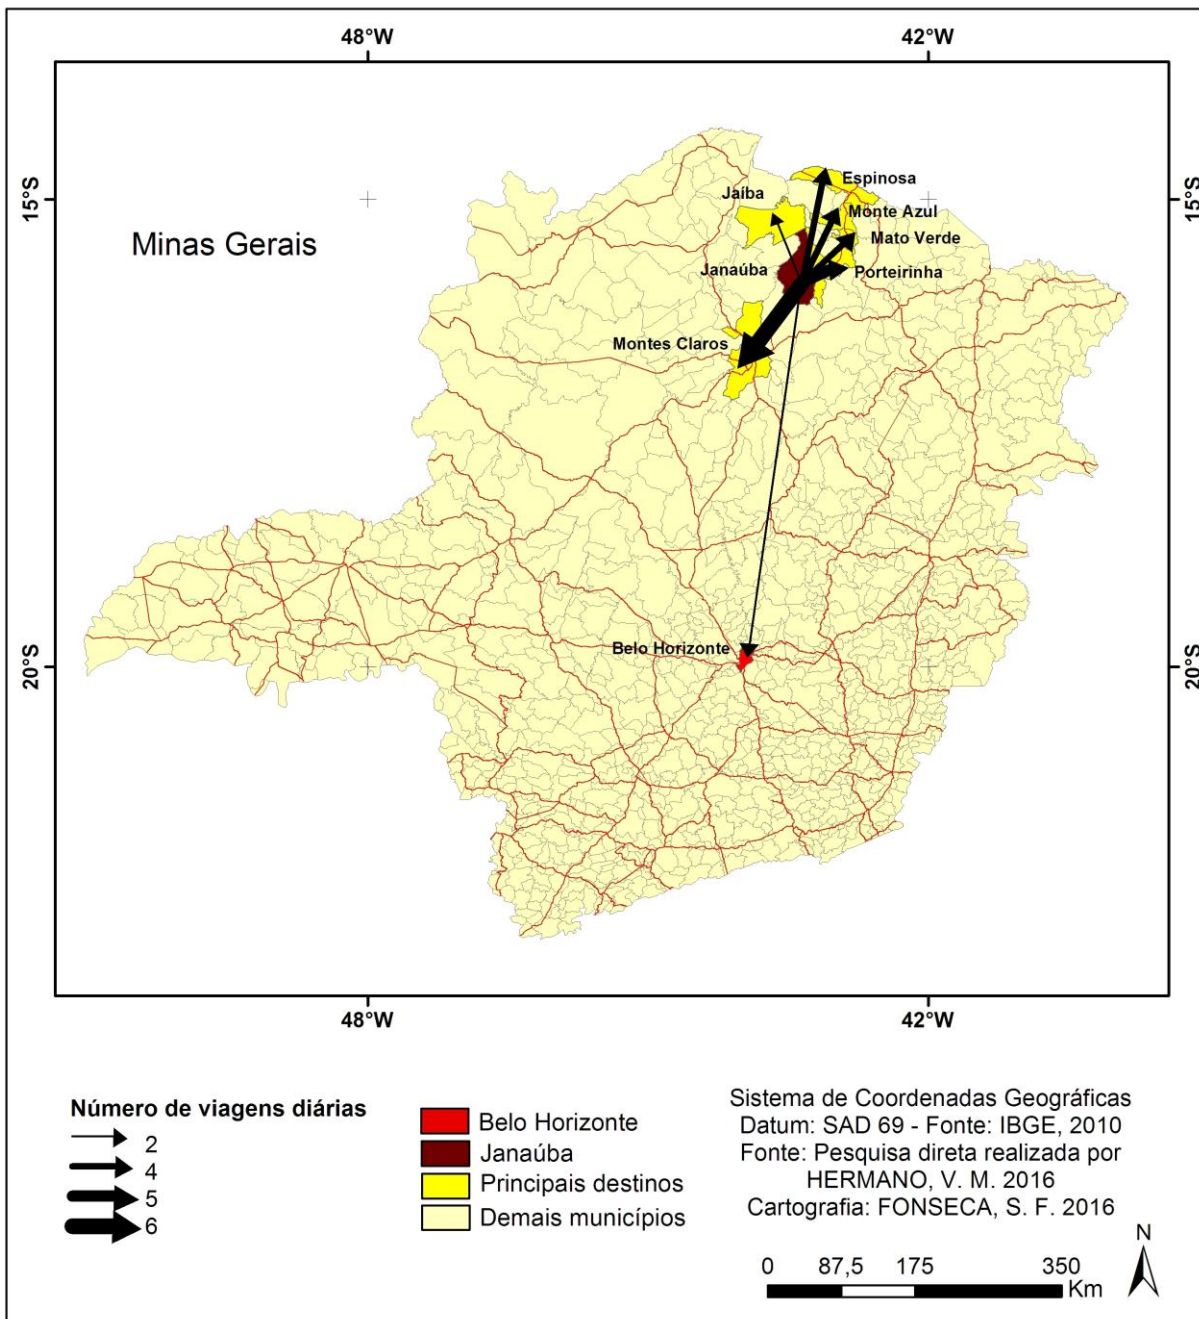 48°W 42°W
Espinosa
Jaíba
15°S 15°S
Monte Azul
Minas Gerais
Mato Verde
Janaúba
Porteirinha
Montes Claros
Belo Horizonte
20°S 20°S
48°W 42°W
Número de viagens diárias
2
4
5
6
Belo Horizonte
Janaúba
Principais destinos
Demais municípios
Sistema de Coordenadas Geográficas
Datum: SAD 69 - Fonte: IBGE, 2010
Fonte: Pesquisa direta realizada por
HERMANO, V. M. 2016
Cartografia: FONSECA, S. F. 2016
N
0 87,5 175 350
Km